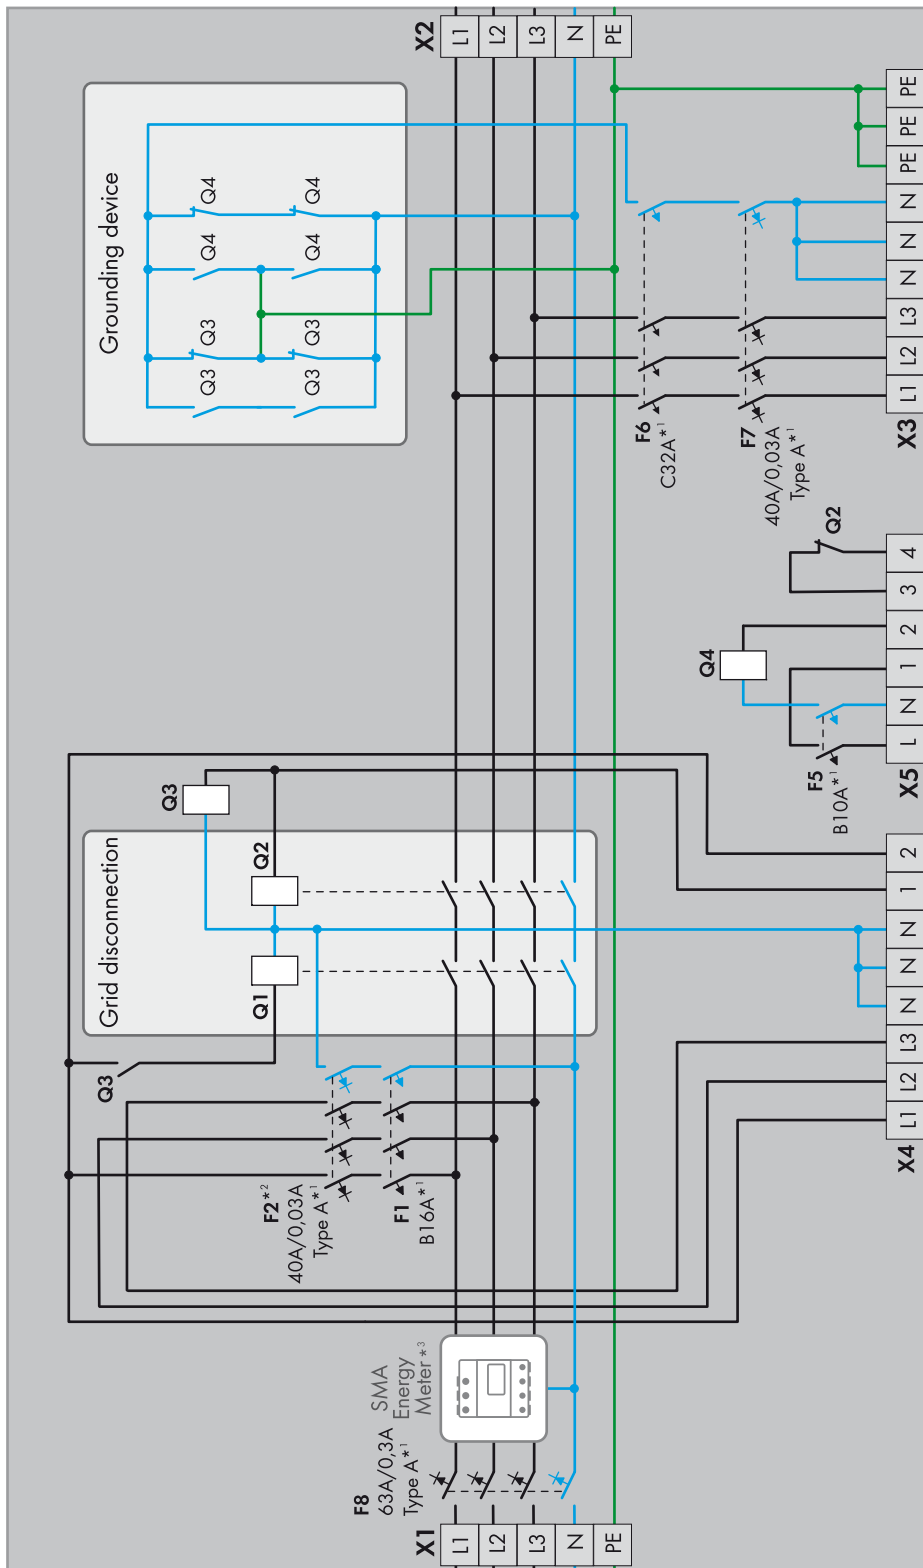 X1
L1
L2
L3
N
PE
F8
63A/0,3A
Type A*1
SMA
Energy
Meter*3
F2*2
40A/0,03A
Type A*1
F1
B16A*1
Q3
Grid disconnection
Q1
Q2
Q3
Grounding device
Q3
Q3
Q4
Q4
Q3
Q3
Q4
Q4
X2
L1
L2
L3
N
PE
X4
L1
L2
L3
N
N
N
1
2
X5
L
N
1
2
3
4
F5
B10A*1
Q4
Q2
F6
C32A*1
F7
40A/0,03A
Type A*1
X3
L1
L2
L3
N
N
N
PE
PE
PE